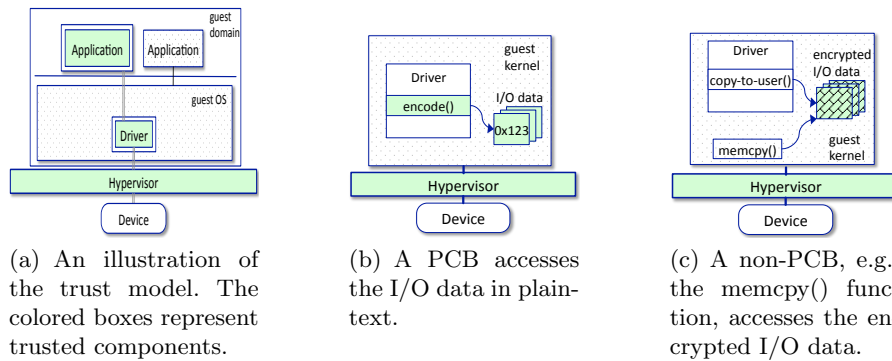 guest
domain
Application
Application
guest OS
Driver
Hypervisor
Device
guest
kernel
Driver
encode()
I/O data
0x123
Hypervisor
Device
Driver
encrypted
I/O data
copy-to-user()
memcpy()
guest
kernel
Hypervisor
Device
(a) An illustration of
the trust model. The
colored boxes represent
trusted components.
(b) A PCB accesses
the I/O data in plain-
text.
(c) A non-PCB, e.g.
the memcpy() func
tion, accesses the en
crypted I/O data.